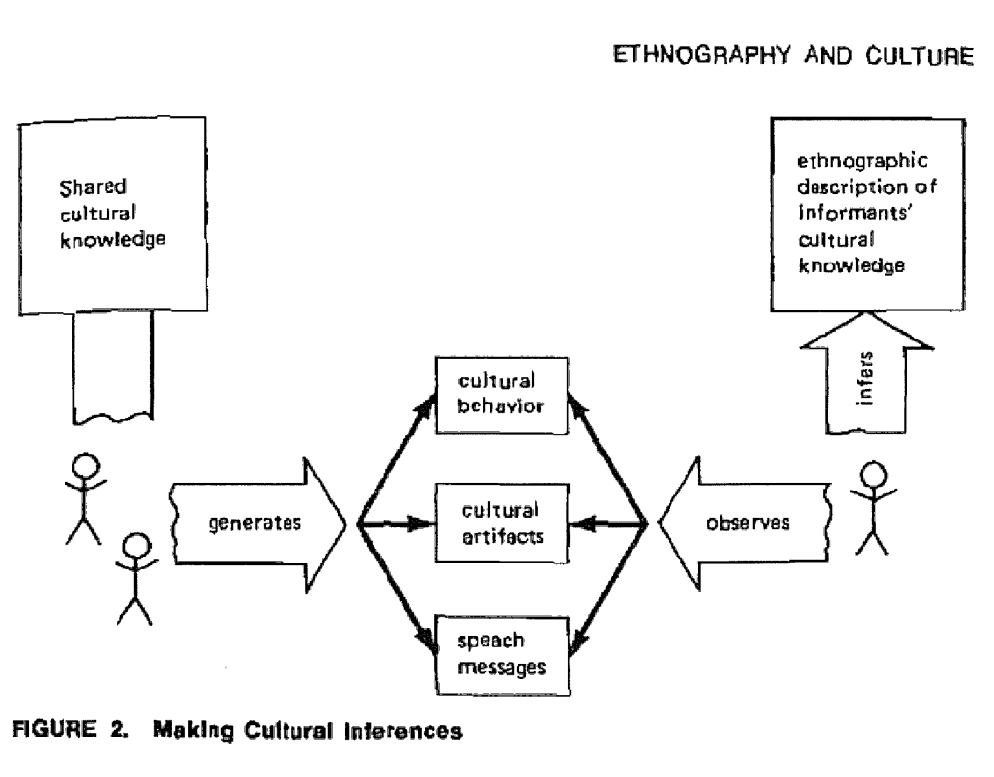 ETHNOGRAPHY AND CULTURE
Shared
cultural
knowledge
ethnographic
description of
informants'
cultural
knowledge
infers
cultural
behavior
generates
cultural
artifacts
observes
speech
messages
FIGURE 2. Making Cultural Inferences